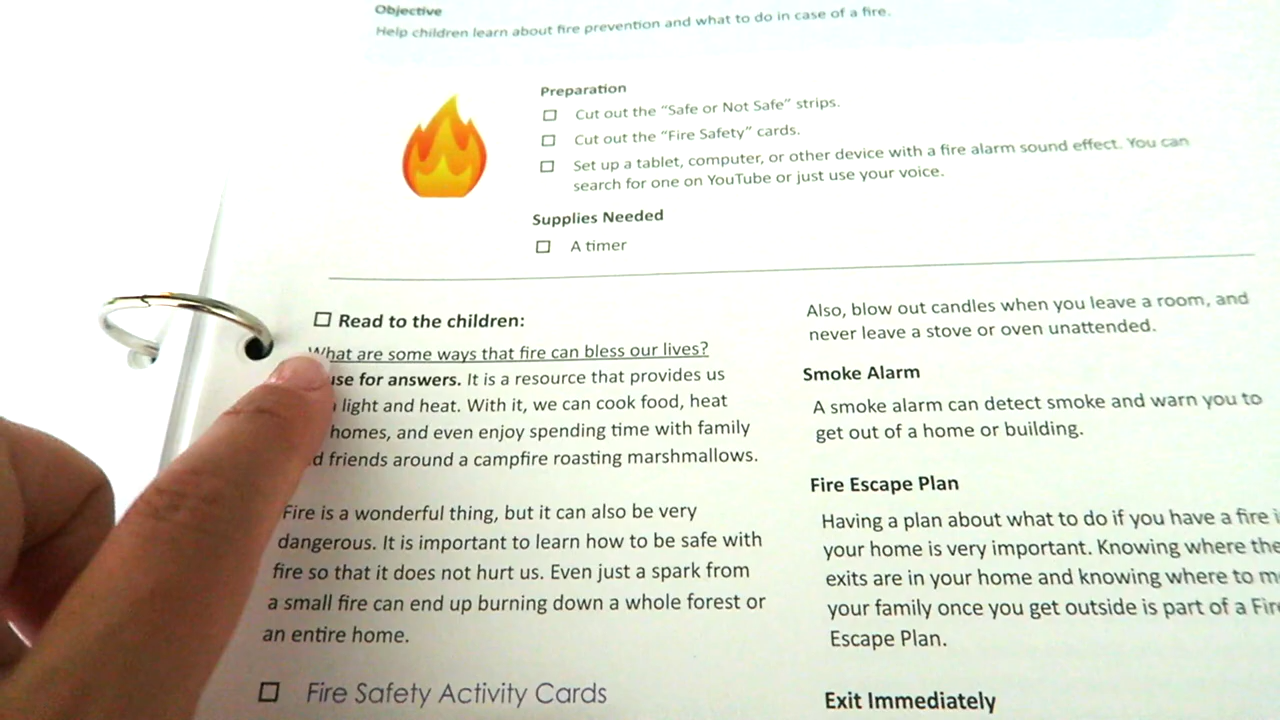 Objective
Help children learn about fire prevention and what to do in case of a fire.
Preparation
Cut out the “Safe or Not Safe” strips.
Cut out the “Fire Safety” cards.
Set up a tablet, computer, or other device with a fire alarm sound effect. You can
search for one on YouTube or just use your voice.
Supplies Needed
A timer
Read to the children:
What are some ways that fire can bless our lives?
for answers. It is a resource that provides us
light and heat. With it, we can cook food, heat
homes, and even enjoy spending time with family
friends around a campfire roasting marshmallows.
Fire is a wonderful thing, but it can also be very
dangerous. It is important to learn how to be safe with
fire so that it does not hurt us. Even just a spark from
a small fire can end up burning down a whole forest or
an entire home.
Fire Safety Activity Cards
Also, blow out candles when you leave a room, and
never leave a stove or oven unattended.
Smoke Alarm
A smoke alarm can detect smoke and warn you to
get out of a home or building.
Fire Escape Plan
Having a plan about what to do if you have a fire
your home is very important. Knowing where the
exits are in your home and knowing where to
your family once you get outside is part of a
Escape Plan.
Exit Immediately